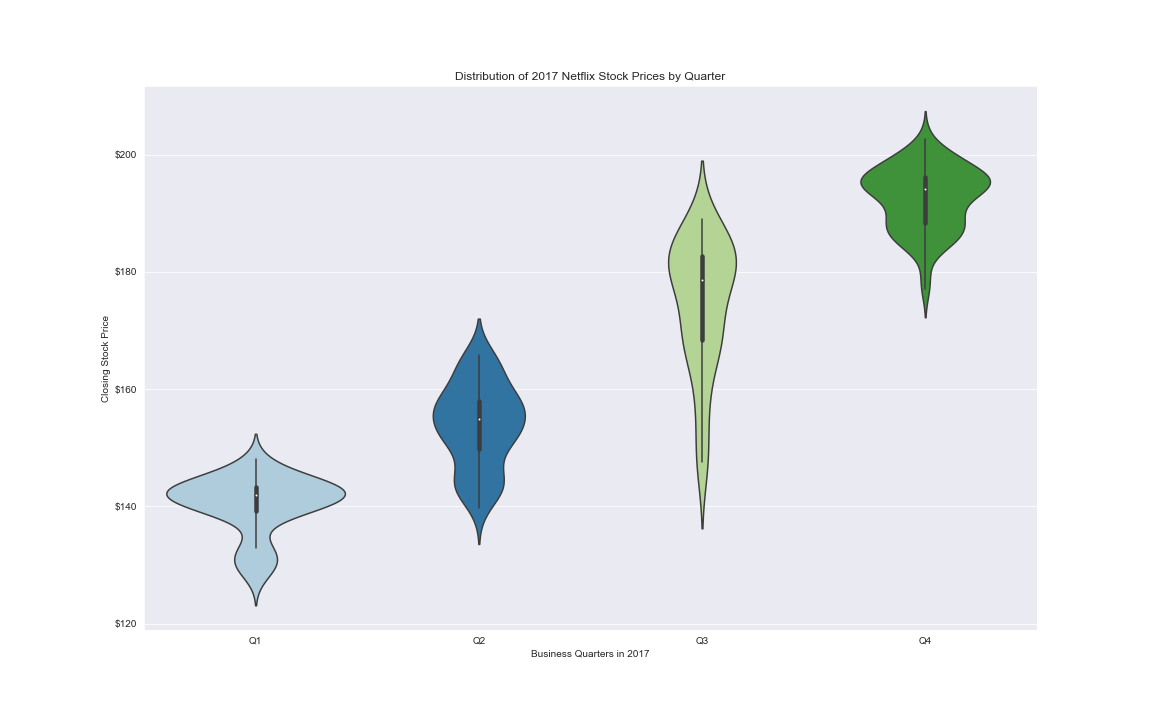 Distribution of 2017 Netflix Stock Prices by Quarter
$200
$180
$160
$140
$120
Closing Stock Price
Q1
Q2
Q3
Q4
Business Quarters in 2017